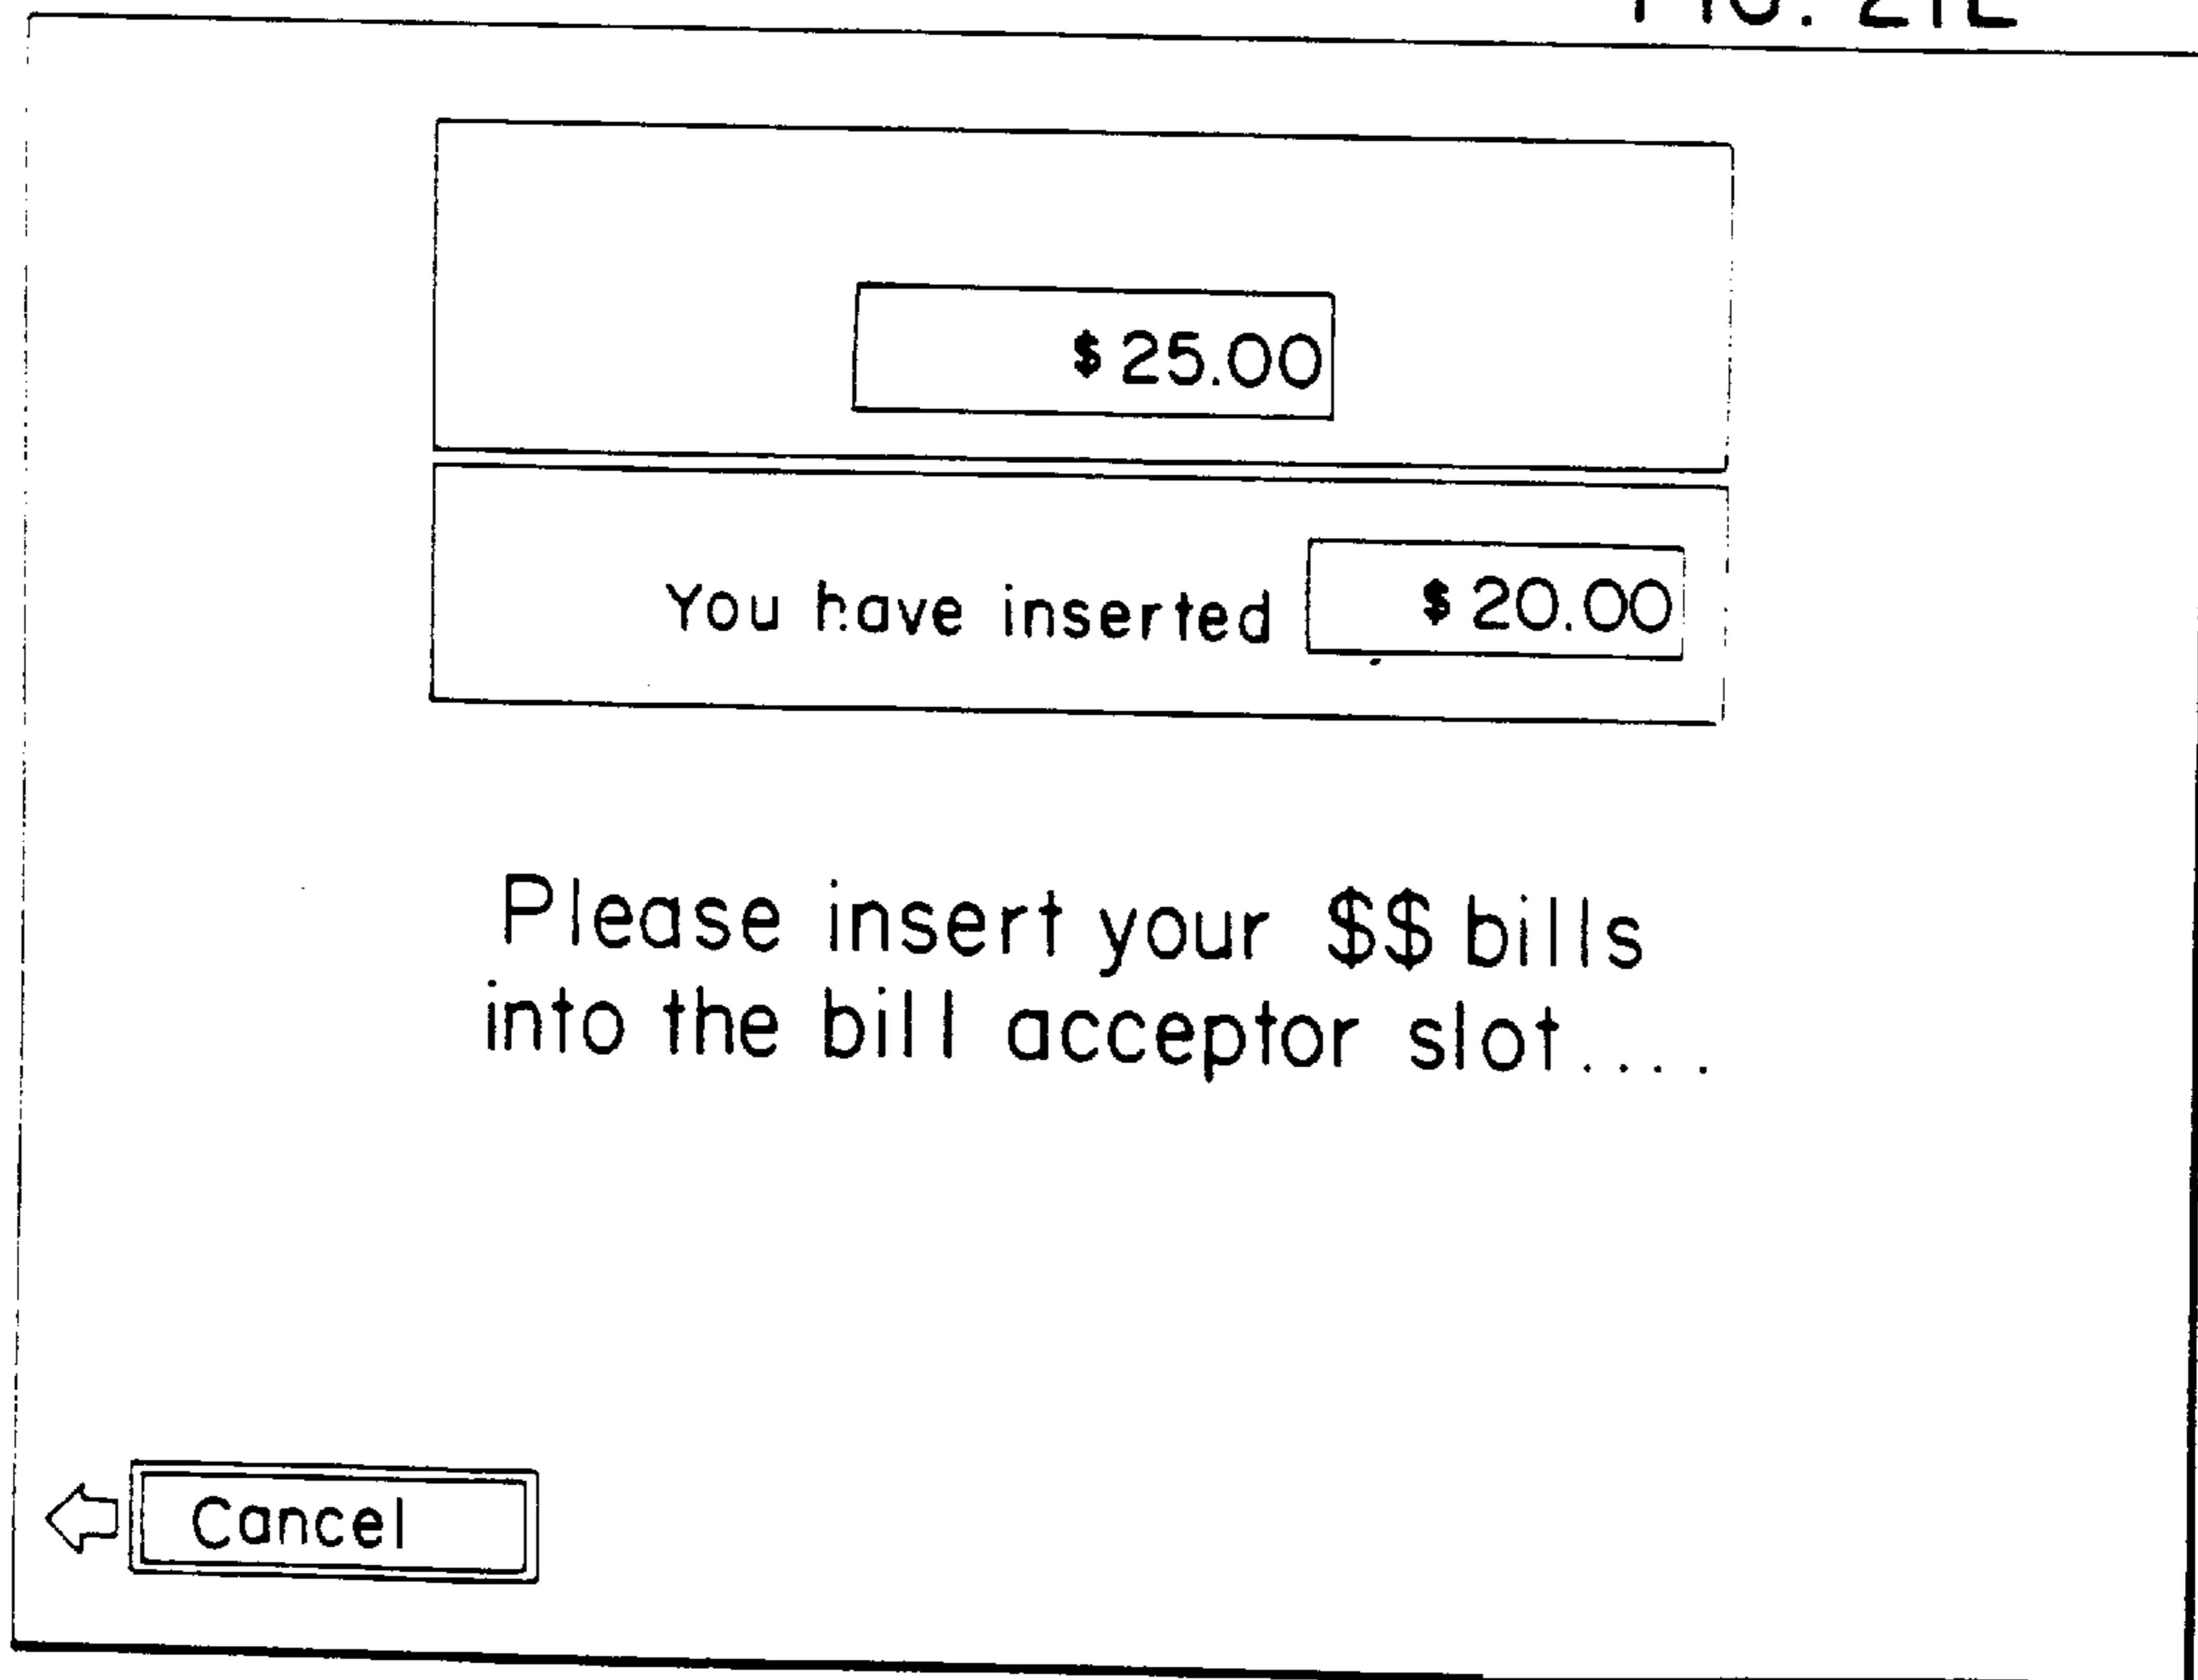 $25.00
You have inserted $20.00
Please insert your $$ bills
into the bill acceptor slot....
Cancel